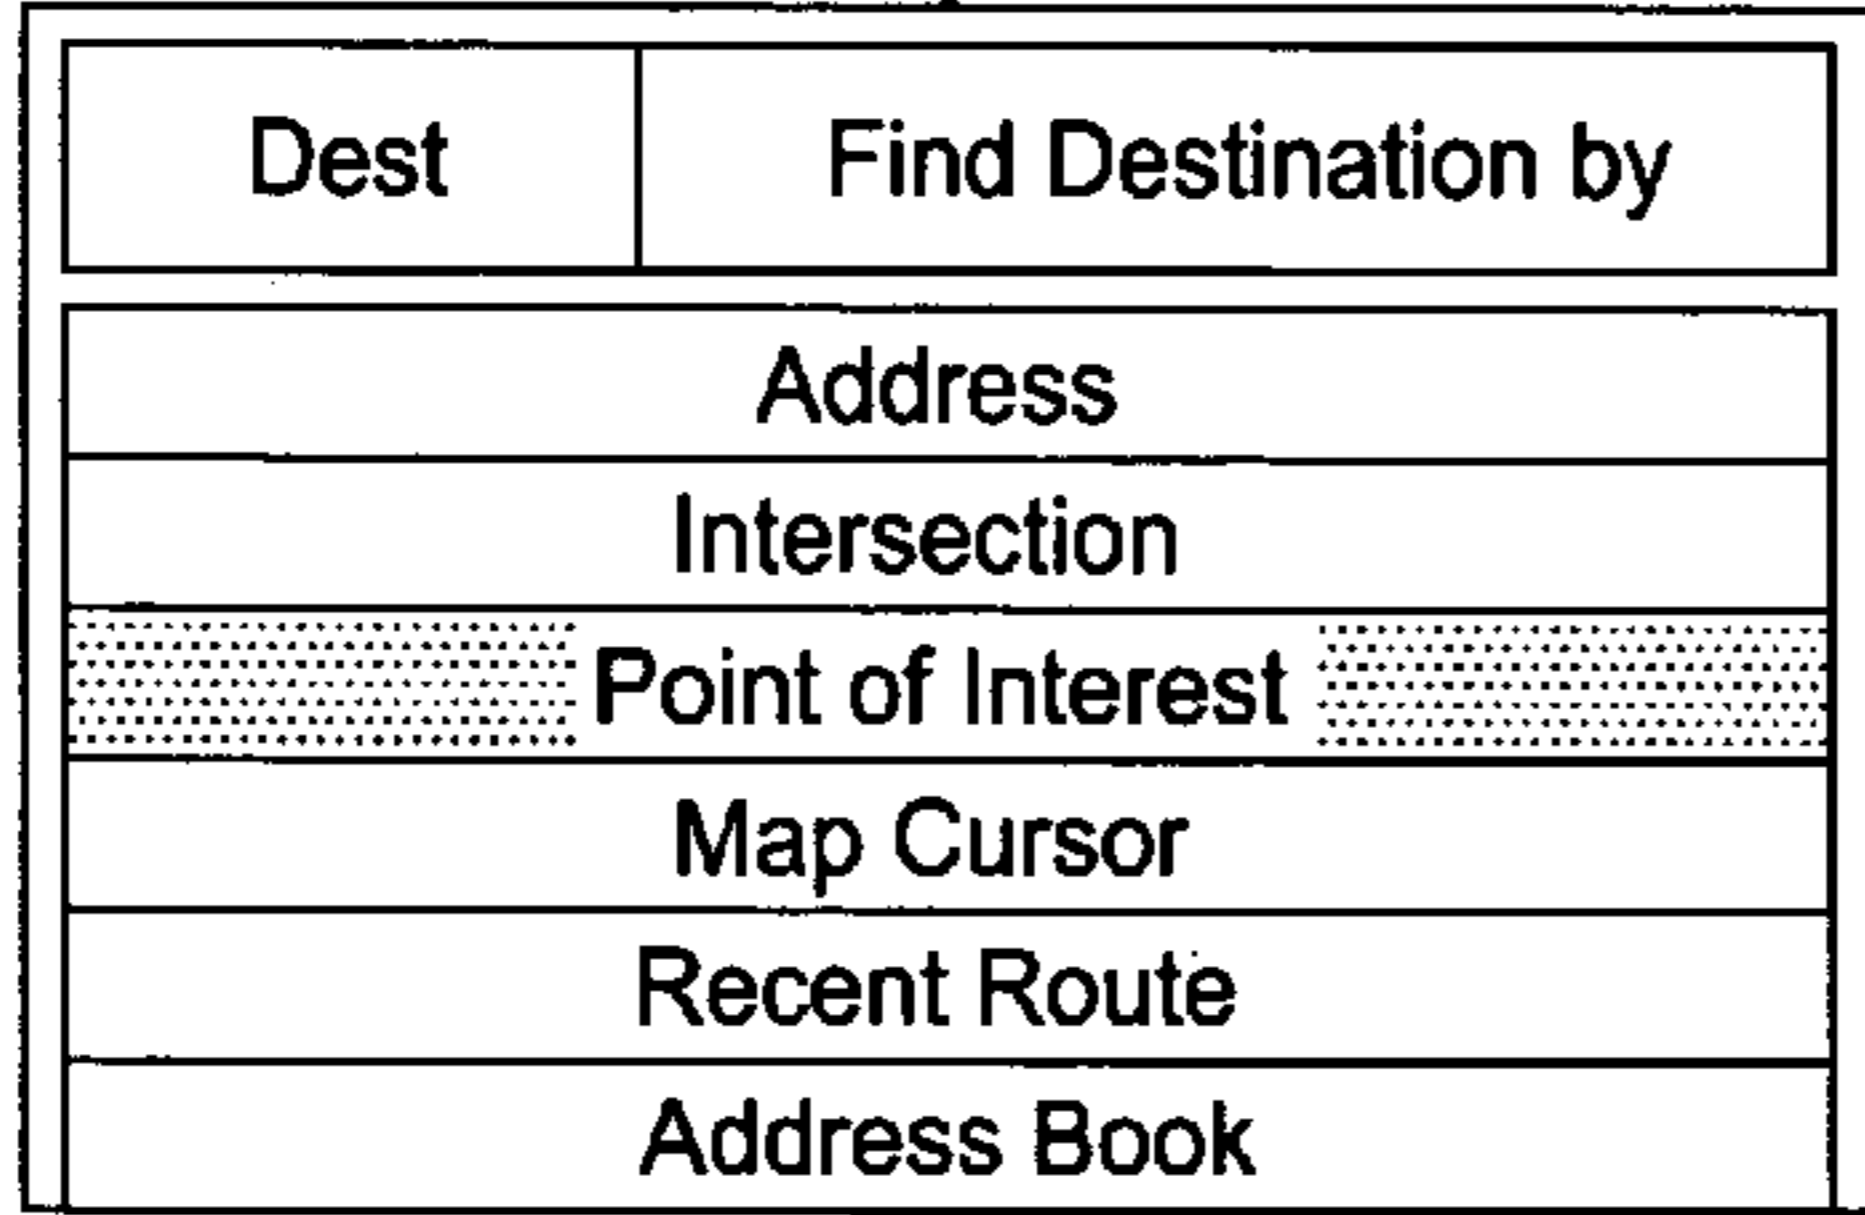 Dest Find Destination by
Address
Intersection
Point of Interest
Map Cursor
Recent Route
Address Book